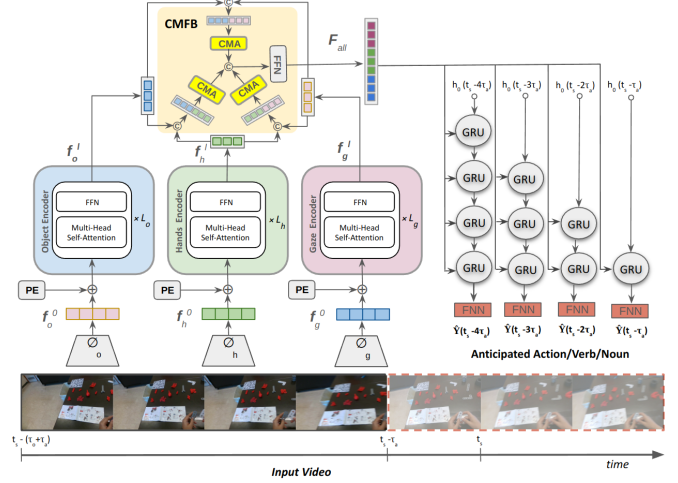 CMFB
C
CMA
C
CMA
CMA
C
C
FFN
F_all
f_o^l
f_h^l
f_g^l
h_0 (t_s -4τ_a)
h_0 (t_s -3τ_a)
h_0 (t_s -2τ_a)
h_0 (t_s -τ_a)
GRU
GRU
GRU
GRU
GRU
GRU
GRU
GRU
GRU
GRU
FNN
FNN
FNN
FNN
Ŷ(t_s -4τ_a)
Ŷ(t_s -3τ_a)
Ŷ(t_s -2τ_a)
Ŷ(t_s -τ_a)
Anticipated Action/Verb/Noun
Object Encoder
FFN
Multi-Head
Self-Attention
× L_o
Hands Encoder
FFN
Multi-Head
Self-Attention
× L_h
Gaze Encoder
FFN
Multi-Head
Self-Attention
× L_g
PE
PE
PE
f_o^0
f_h^0
f_g^0
∅ o
∅ h
∅ g
t_s - (τ_o+τ_a)
t_s -τ_a
t_s
Input Video
time